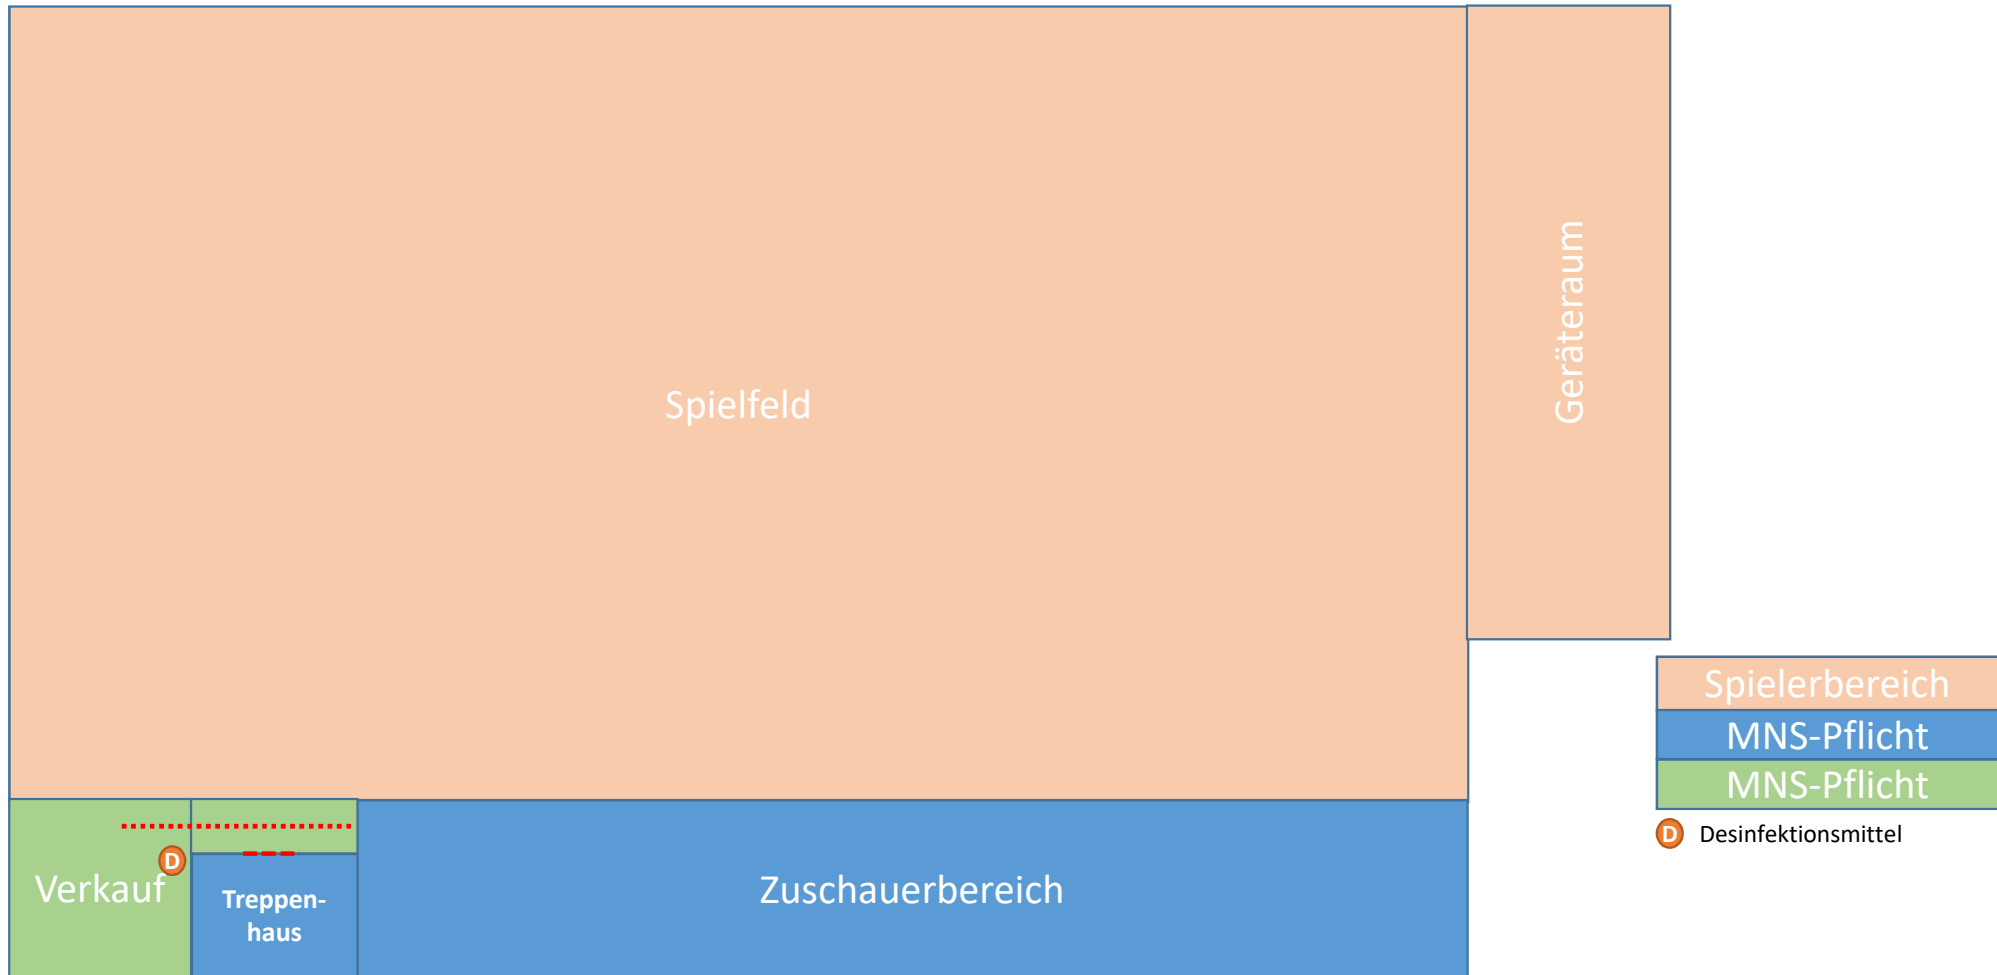 Spielfeld
Geräteraum
Spielerbereich
MNS-Pflicht
MNS-Pflicht
D Desinfektionsmittel
D
Verkauf
Treppen-
haus
Zuschauerbereich